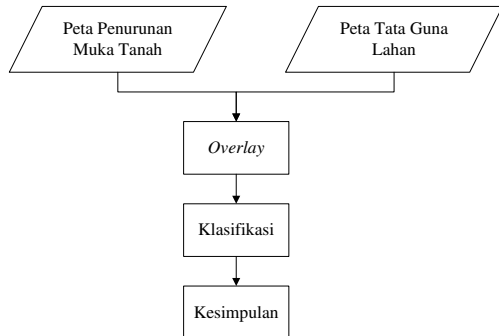 Peta Penurunan
Muka Tanah
Peta Tata Guna
Lahan
Overlay
Klasifikasi
Kesimpulan